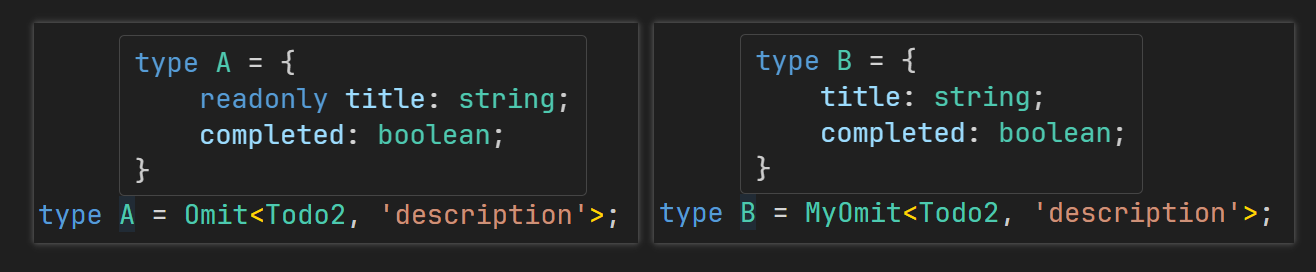 type A = {
    readonly title: string;
    completed: boolean;
}
type A = Omit<Todo2, 'description'>;
type B = {
    title: string;
    completed: boolean;
}
type B = MyOmit<Todo2, 'description'>;